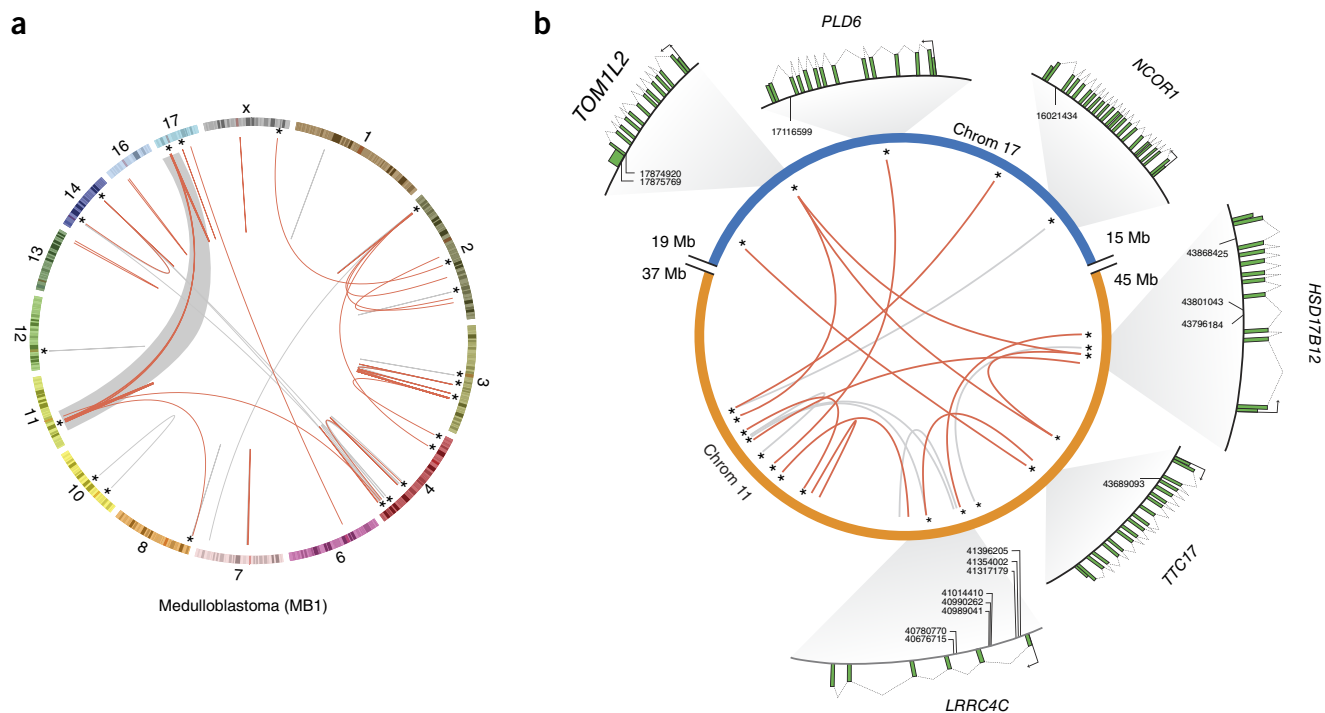 a
X
1
2
3
4
6
7
8
10
11
12
13
14
16
17
*
Medulloblastoma (MB1)
b
PLD6
TOM1L2
NCOR1
17116599
16021434
17874920
17875769
Chrom 17
19 Mb
37 Mb
15 Mb
45 Mb
43868425
43801043
43796184
HSD17B12
Chrom 11
43689093
TTC17
41396205
41354002
41317179
41014410
40990262
40989041
40780770
40676715
LRRC4C